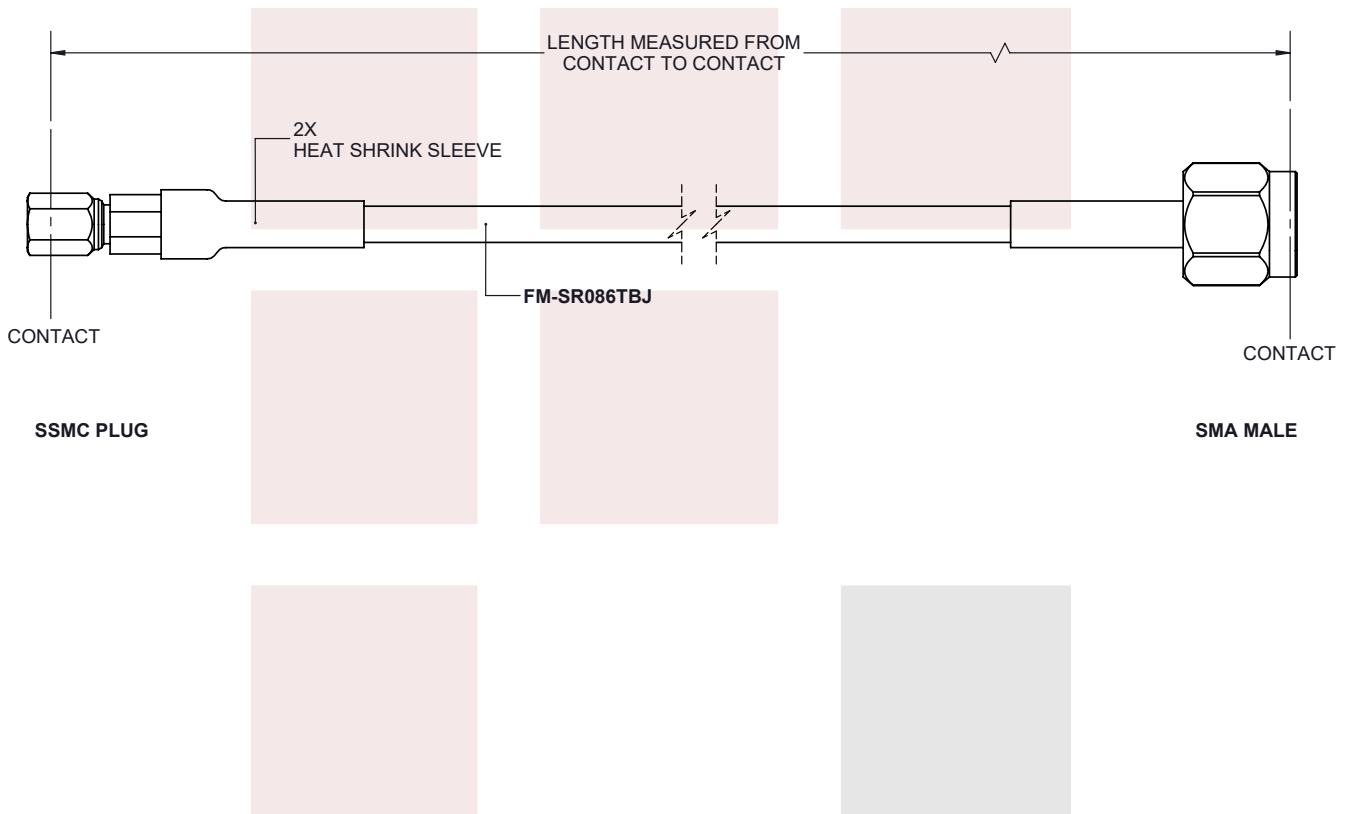 LENGTH MEASURED FROM
CONTACT TO CONTACT
2X
HEAT SHRINK SLEEVE
FM-SR086TBJ
CONTACT
CONTACT
SSMC PLUG
SMA MALE